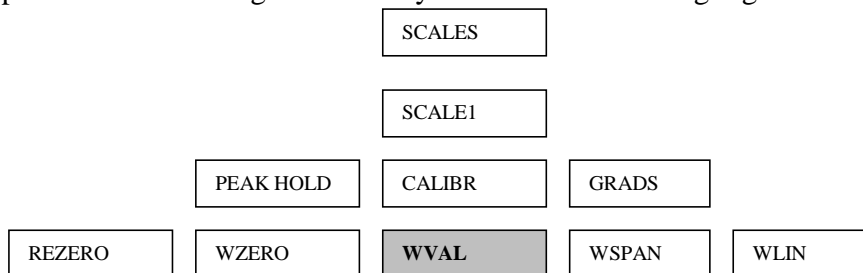 SCALES
SCALE1
PEAK HOLD CALIBR GRADS
REZERO WZERO WVAL WSPAN WLIN